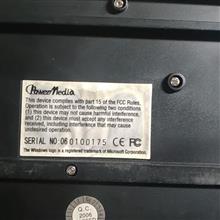 PowerMedia
This device complies with part 15 of the FCC Rules.
Operation is subject to the following two conditions
(1) this device may not cause harmful interference,
and (2) this device must accept any interference
received, including interference that may cause
undesired operation.
SERIAL NO:060100175 CE FC
The Windows logo is a registered trademark of Microsoft Corporation.
Q.C
2006